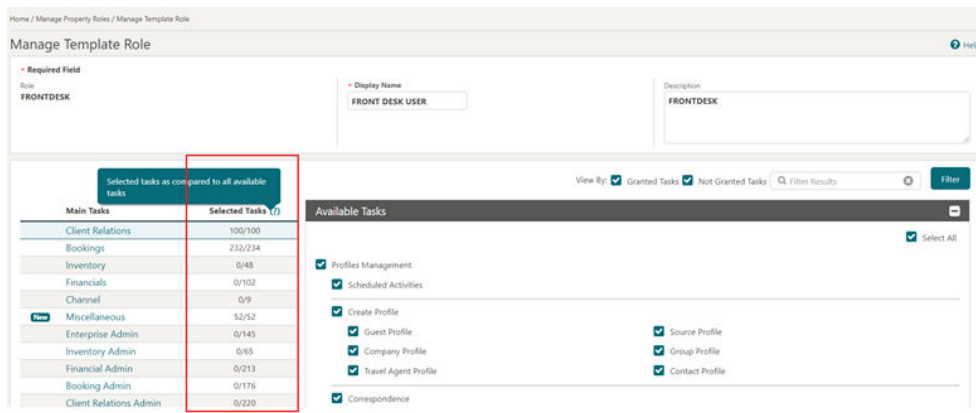 Home / Manage Property Roles / Manage Template Role
Manage Template Role
Hel
* Required Field
Role
FRONTDESK
* Display Name
FRONT DESK USER
Description
FRONTDESK
Selected tasks as compared to all available tasks
View By: Granted Tasks Not Granted Tasks Filter Results Filter
Main Tasks Selected Tasks (?)
Client Relations 100/100
Bookings 232/234
Inventory 0/48
Financials 0/102
Channel 0/9
New Miscellaneous 52/52
Enterprise Admin 0/145
Inventory Admin 0/65
Financial Admin 0/213
Booking Admin 0/176
Client Relations Admin 0/220
Available Tasks
Select All
Profiles Management
Scheduled Activities
Create Profile
Guest Profile Source Profile
Company Profile Group Profile
Travel Agent Profile Contact Profile
Correspondence